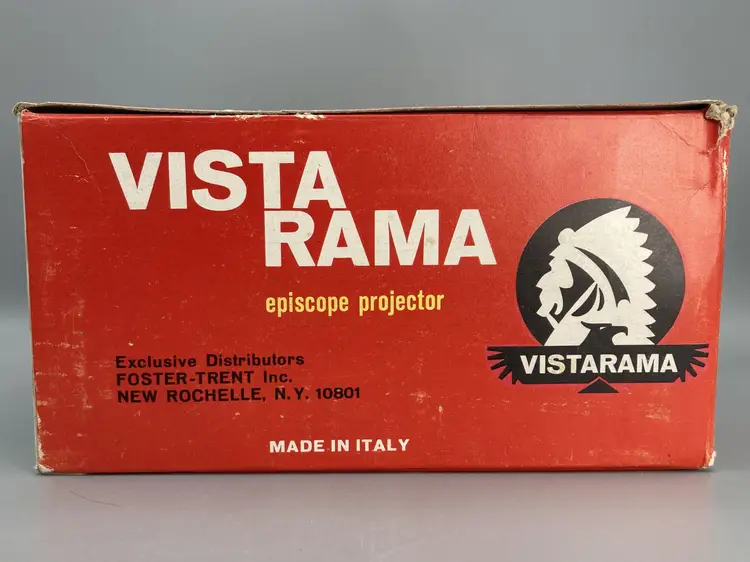 VISTA
RAMA
episcope projector
Exclusive Distributors
FOSTER-TRENT Inc.
NEW ROCHELLE, N.Y. 10801
MADE IN ITALY
VISTARAMA